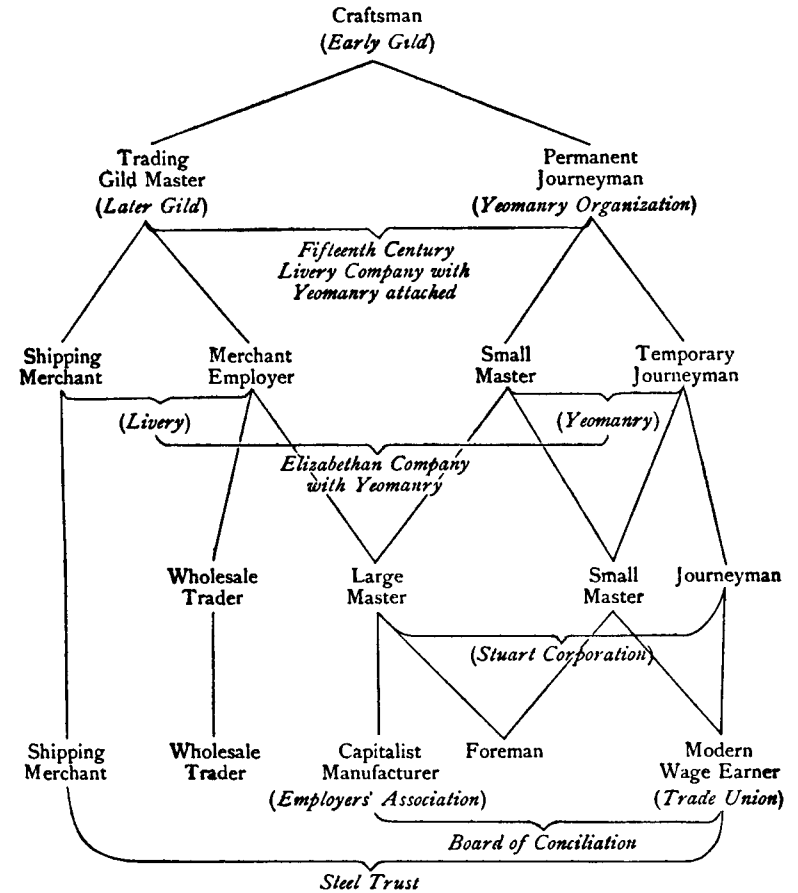 Craftsman
(Early Gild)
Trading
Gild Master
(Later Gild)
Permanent
Journeyman
(Yeomanry Organization)
Fifteenth Century
Livery Company with
Yeomanry attached
Shipping
Merchant
Merchant
Employer
Small
Master
Temporary
Journeyman
(Livery)
(Yeomanry)
Elizabethan Company
with Yeomanry
Wholesale
Trader
Large
Master
Small
Master
Journeyman
(Stuart Corporation)
Shipping
Merchant
Wholesale
Trader
Capitalist
Manufacturer
(Employers' Association)
Foreman
Modern
Wage Earner
(Trade Union)
Board of Conciliation
Steel Trust